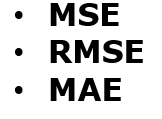 • MSE
• RMSE
• MAE